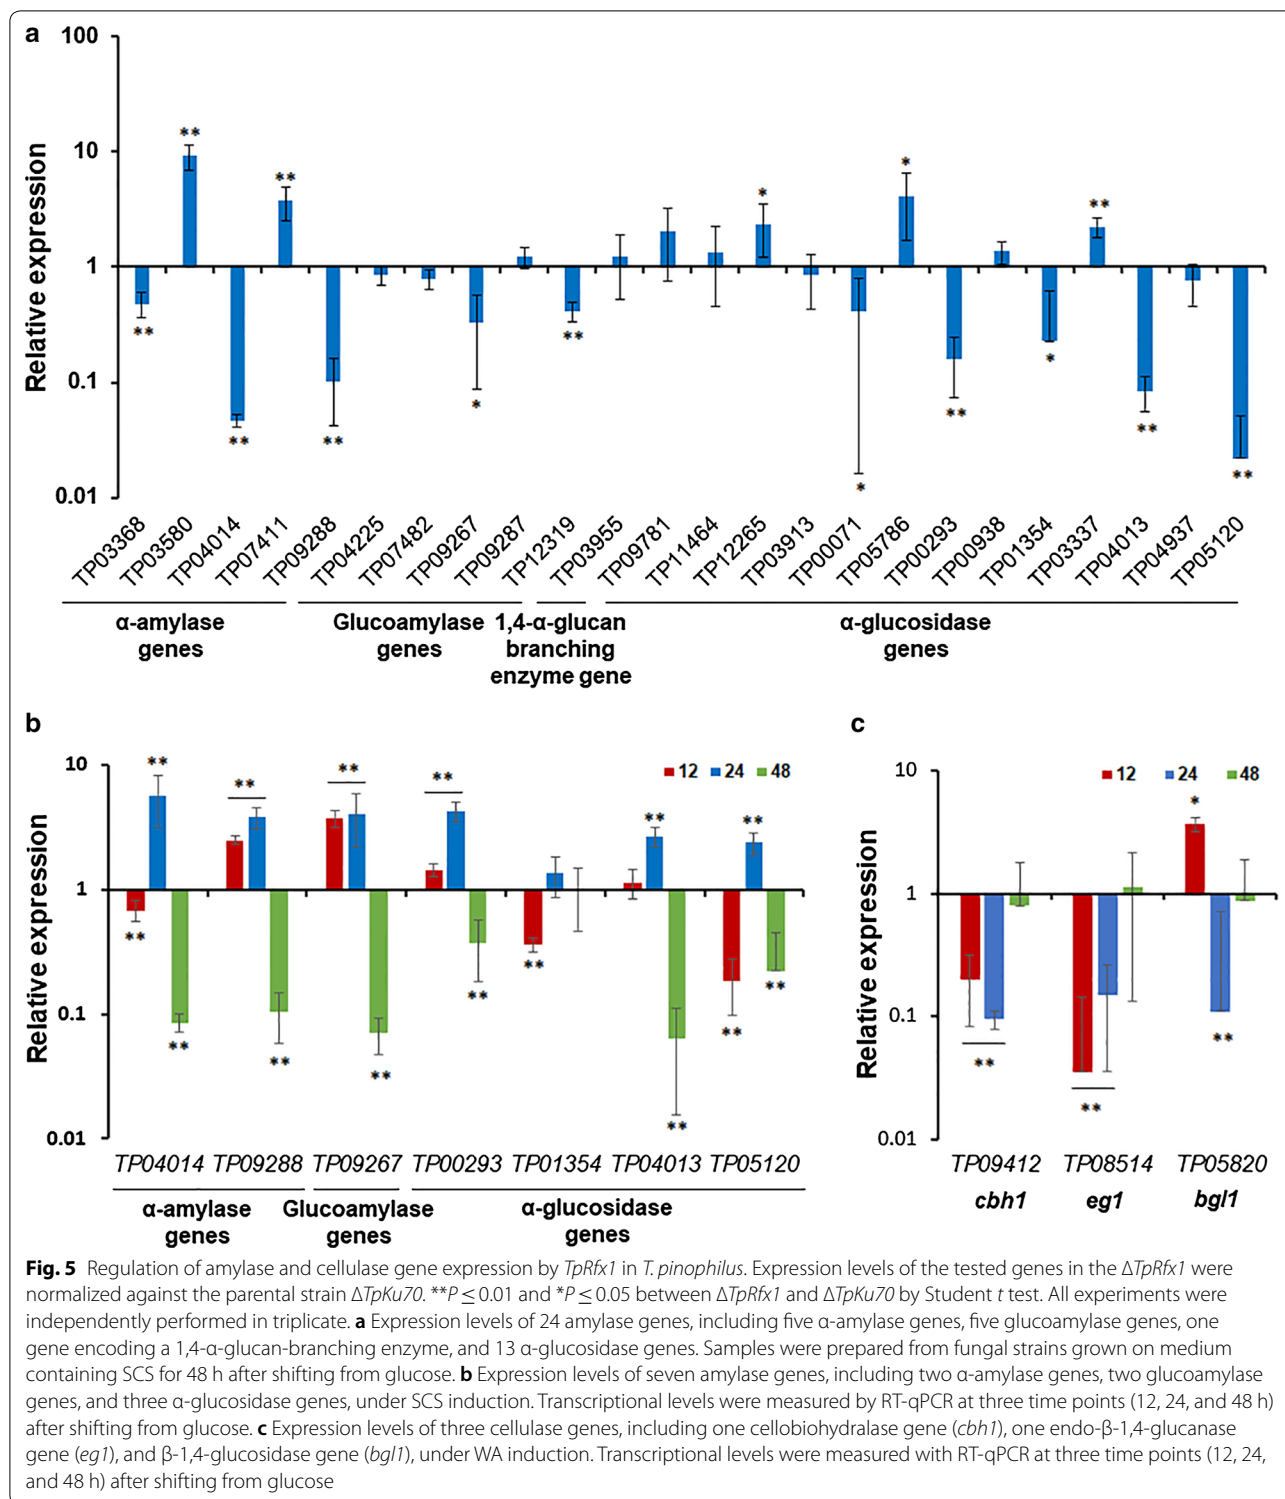 a
100
10
1
0.1
0.01
Relative expression
** ** ** ** ** * ** * * * ** * ** ** **
TP03368 TP03580 TP04014 TP07411 TP09288 TP04225 TP07482 TP09267 TP09287 TP12319 TP03955 TP09781 TP11464 TP12265 TP03913 TP00071 TP05786 TP00293 TP00938 TP01354 TP03337 TP04013 TP04937 TP05120
α-amylase genes
Glucoamylase genes
1,4-α-glucan branching enzyme gene
α-glucosidase genes
b
12 24 48
10
1
0.1
0.01
Relative expression
** ** ** ** ** **
** **
** ** ** ** ** ** **
TP04014 TP09288 TP09267 TP00293 TP01354 TP04013 TP05120
α-amylase genes
Glucoamylase genes
α-glucosidase genes
c
12 24 48
10
1
0.1
0.01
Relative expression
*
** ** **
TP09412 TP08514 TP05820
cbh1 eg1 bgl1
Fig. 5 Regulation of amylase and cellulase gene expression by TpRfx1 in T. pinophilus. Expression levels of the tested genes in the ΔTpRfx1 were
normalized against the parental strain ΔTpKu70. **P ≤ 0.01 and *P ≤ 0.05 between ΔTpRfx1 and ΔTpKu70 by Student t test. All experiments were
independently performed in triplicate. a Expression levels of 24 amylase genes, including five α-amylase genes, five glucoamylase genes, one
gene encoding a 1,4-α-glucan-branching enzyme, and 13 α-glucosidase genes. Samples were prepared from fungal strains grown on medium
containing SCS for 48 h after shifting from glucose. b Expression levels of seven amylase genes, including two α-amylase genes, two glucoamylase
genes, and three α-glucosidase genes, under SCS induction. Transcriptional levels were measured by RT-qPCR at three time points (12, 24, and 48 h)
after shifting from glucose. c Expression levels of three cellulase genes, including one cellobiohydralase gene (cbh1), one endo-β-1,4-glucanase
gene (eg1), and β-1,4-glucosidase gene (bgl1), under WA induction. Transcriptional levels were measured with RT-qPCR at three time points (12, 24,
and 48 h) after shifting from glucose